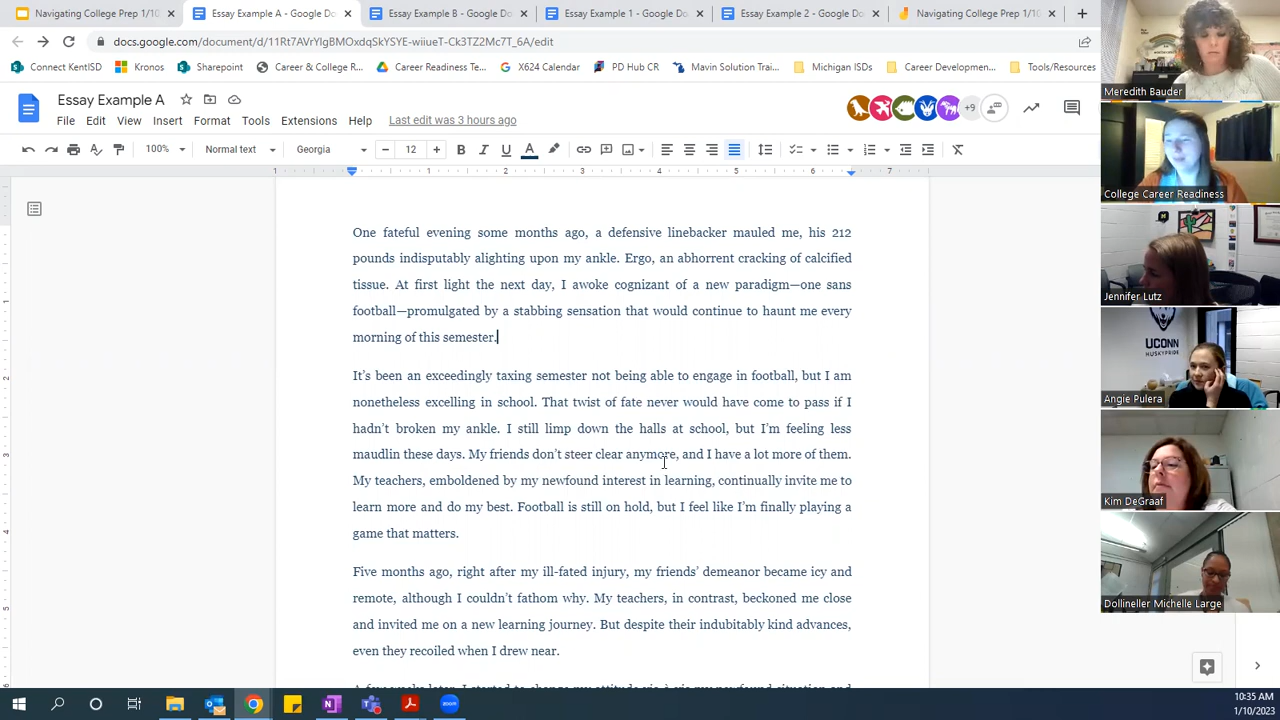 Navigating College Prep 1/10
Essay Example A - Google Do
Essay Example 6 - Google Do
Essay Example 1 - Google Do
Essay Example 2 - Google Do
Navigating College Prep 1/10
docs.google.com/document/d/11Rt7AVrYIgBMOxdqSkYSYE-wiiueT-Ck3TZ2Mc7T_6A/edit
Connect KentISD
Kronos
Sharepoint
Career & College R...
Career Readiness -...
X624 Calendar
PD Hub CR
Mavin Solution Trai...
Michigan ISDs
Career Developmen...
Tools/Resources
Essay Example A
File Edit View Insert Format Tools Extensions Help Last edit was 3 hours ago
+9
100% Normal text Georgia 12
1 1 2 3 4 5 6 7
One fateful evening some months ago, a defensive linebacker mauled me, his 212
pounds indisputably alighting upon my ankle. Ergo, an abhorrent cracking of calcified
tissue. At first light the next day, I awoke cognizant of a new paradigm—one sans
football—promulgated by a stabbing sensation that would continue to haunt me every
morning of this semester.
It's been an exceedingly taxing semester not being able to engage in football, but I am
nonetheless excelling in school. That twist of fate never would have come to pass if I
hadn't broken my ankle. I still limp down the halls at school, but I'm feeling less
maudlin these days. My friends don't steer clear anymore, and I have a lot more of them.
My teachers, emboldened by my newfound interest in learning, continually invite me to
learn more and do my best. Football is still on hold, but I feel like I'm finally playing a
game that matters.
Five months ago, right after my ill-fated injury, my friends' demeanor became icy and
remote, although I couldn't fathom why. My teachers, in contrast, beckoned me close
and invited me on a new learning journey. But despite their indubitably kind advances,
even they recoiled when I drew near.
Meredith Bauder
College Career Readiness
Jennifer Lutz
UCONN
HUSKYPRIDE
Angie Pulera
Kim DeGraaf
Dollineller Michelle Large
10:35 AM
1/10/2023